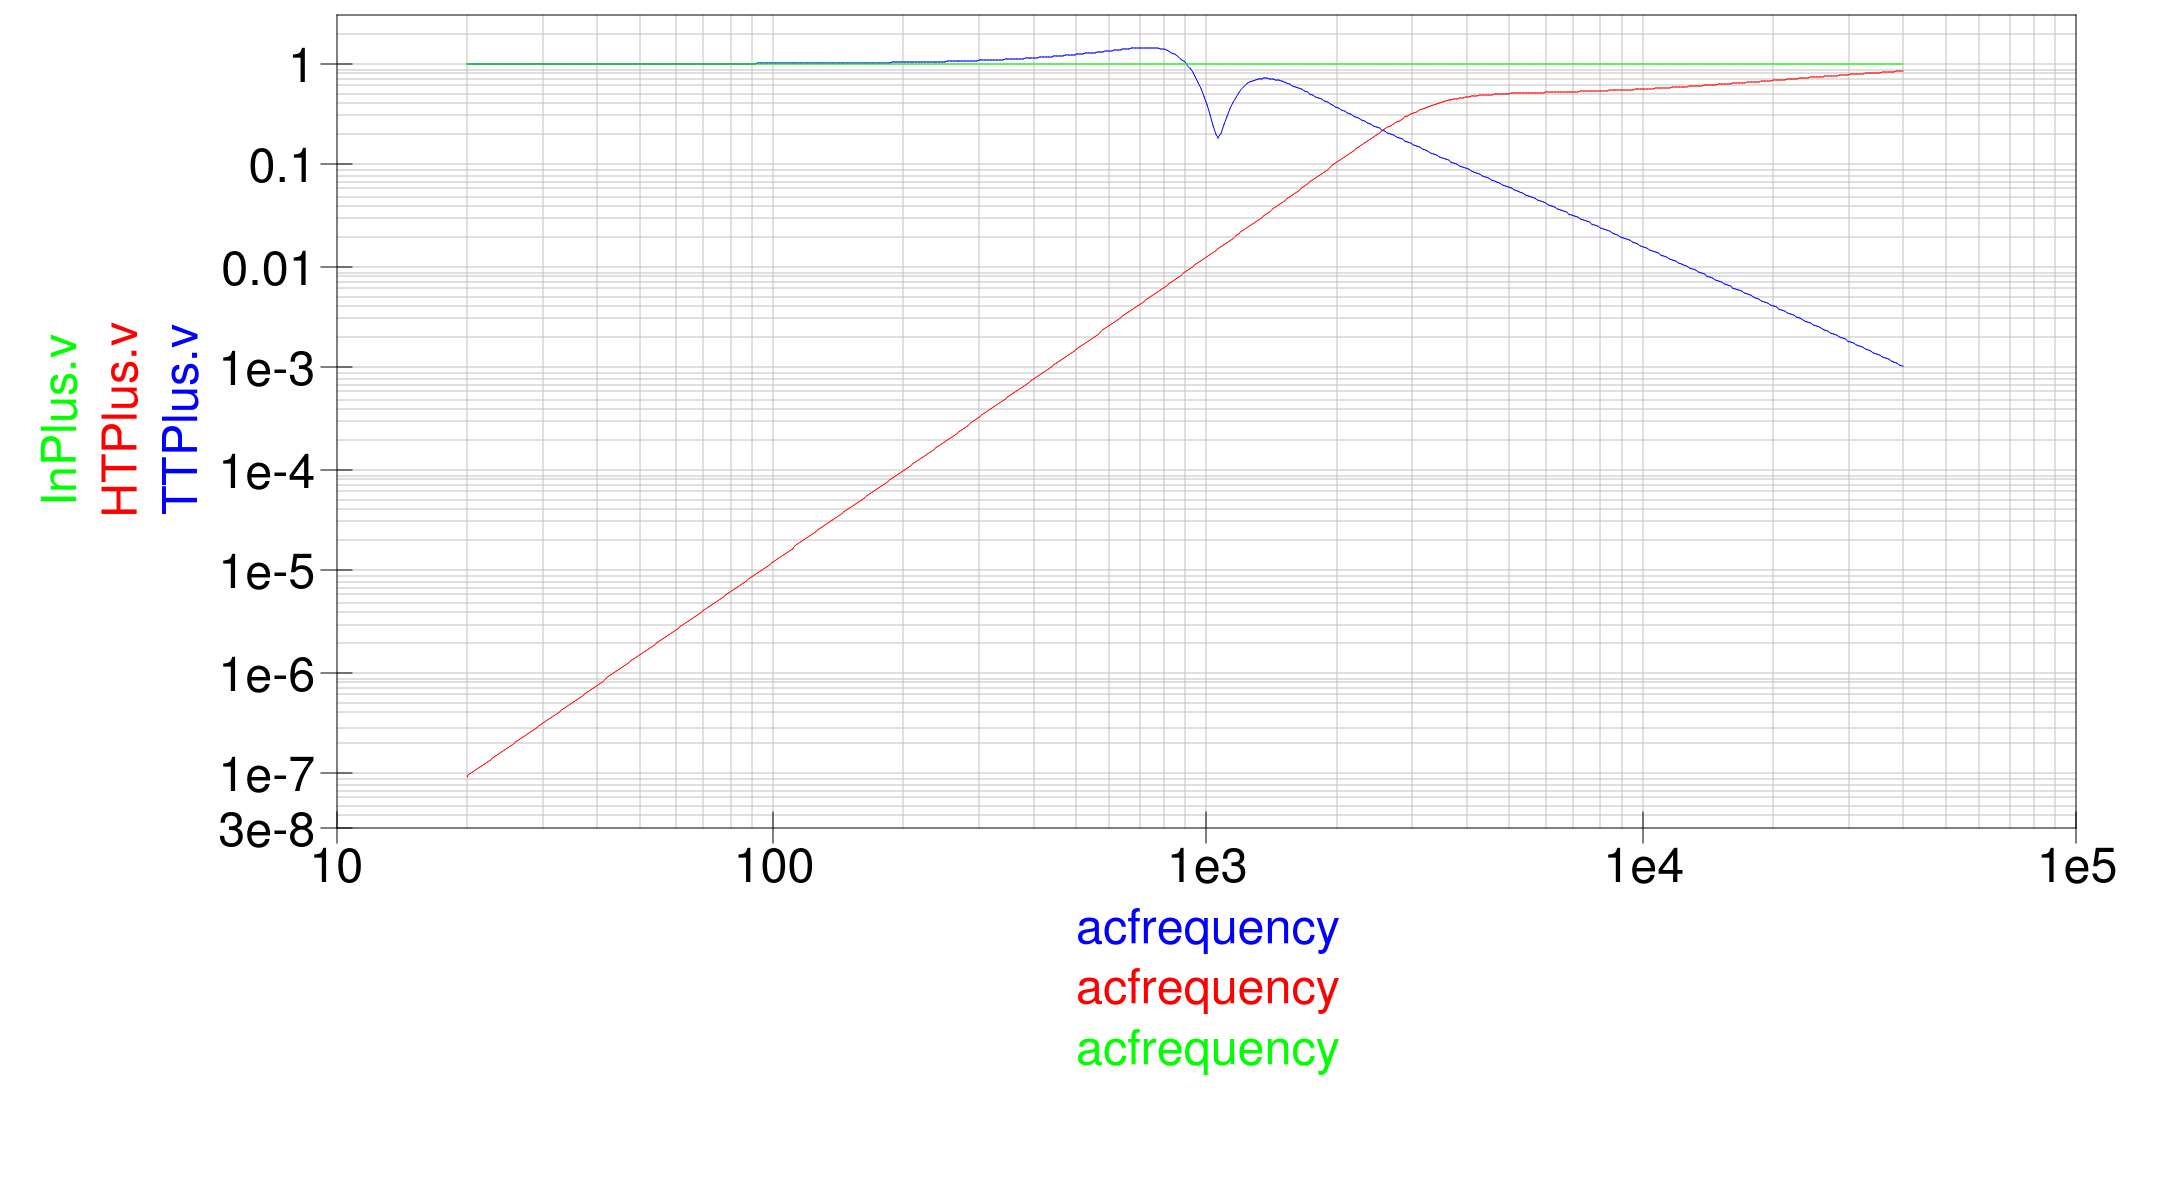 InPlus.v
HTPlus.v
TTPlus.v
1
0.1
0.01
1e-3
1e-4
1e-5
1e-6
1e-7
3e-8
10 100 1e3 1e4 1e5
acfrequency
acfrequency
acfrequency